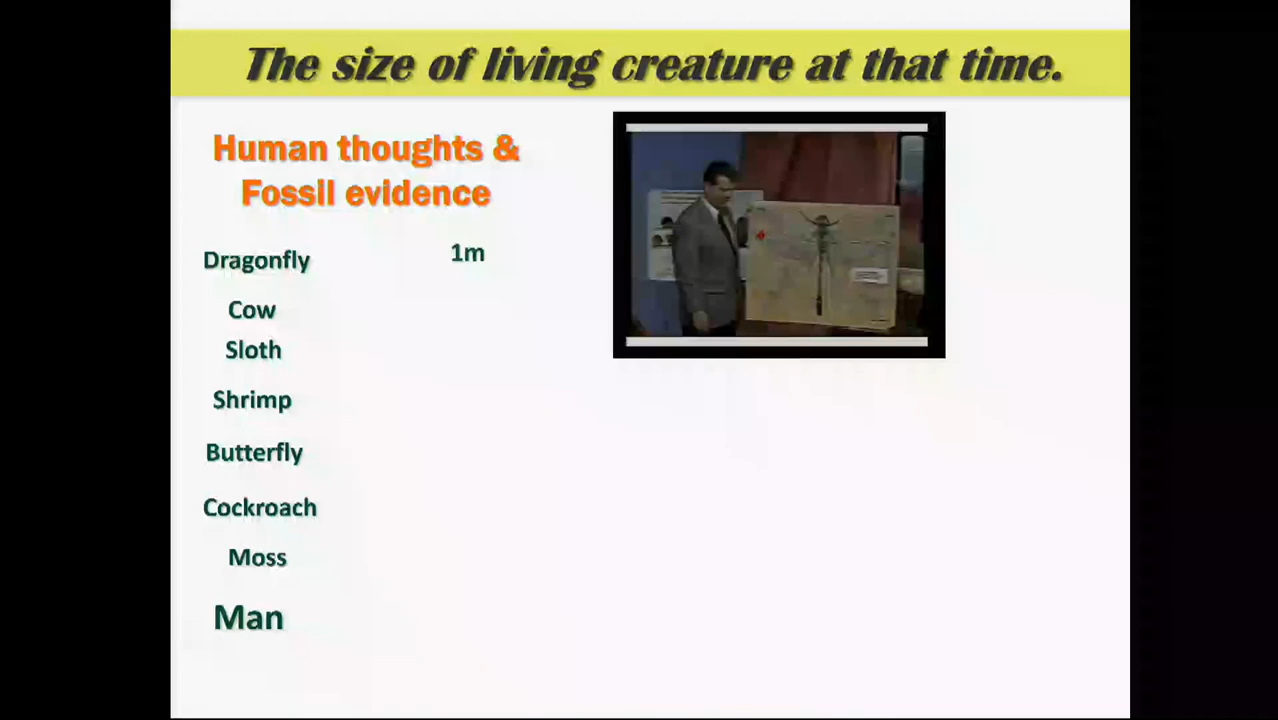 The size of living creature at that time.
Human thoughts &
Fossil evidence
Dragonfly 1m
Cow
Sloth
Shrimp
Butterfly
Cockroach
Moss
Man